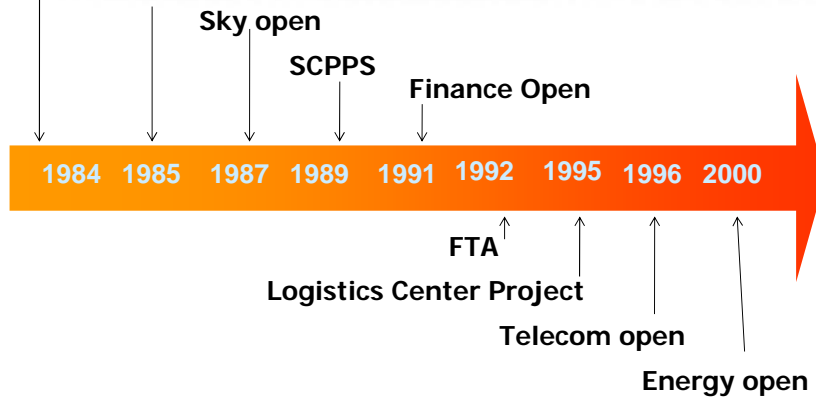 Sky open
SCPPS
Finance Open
1984 1985 1987 1989 1991 1992 1995 1996 2000
FTA
Logistics Center Project
Telecom open
Energy open